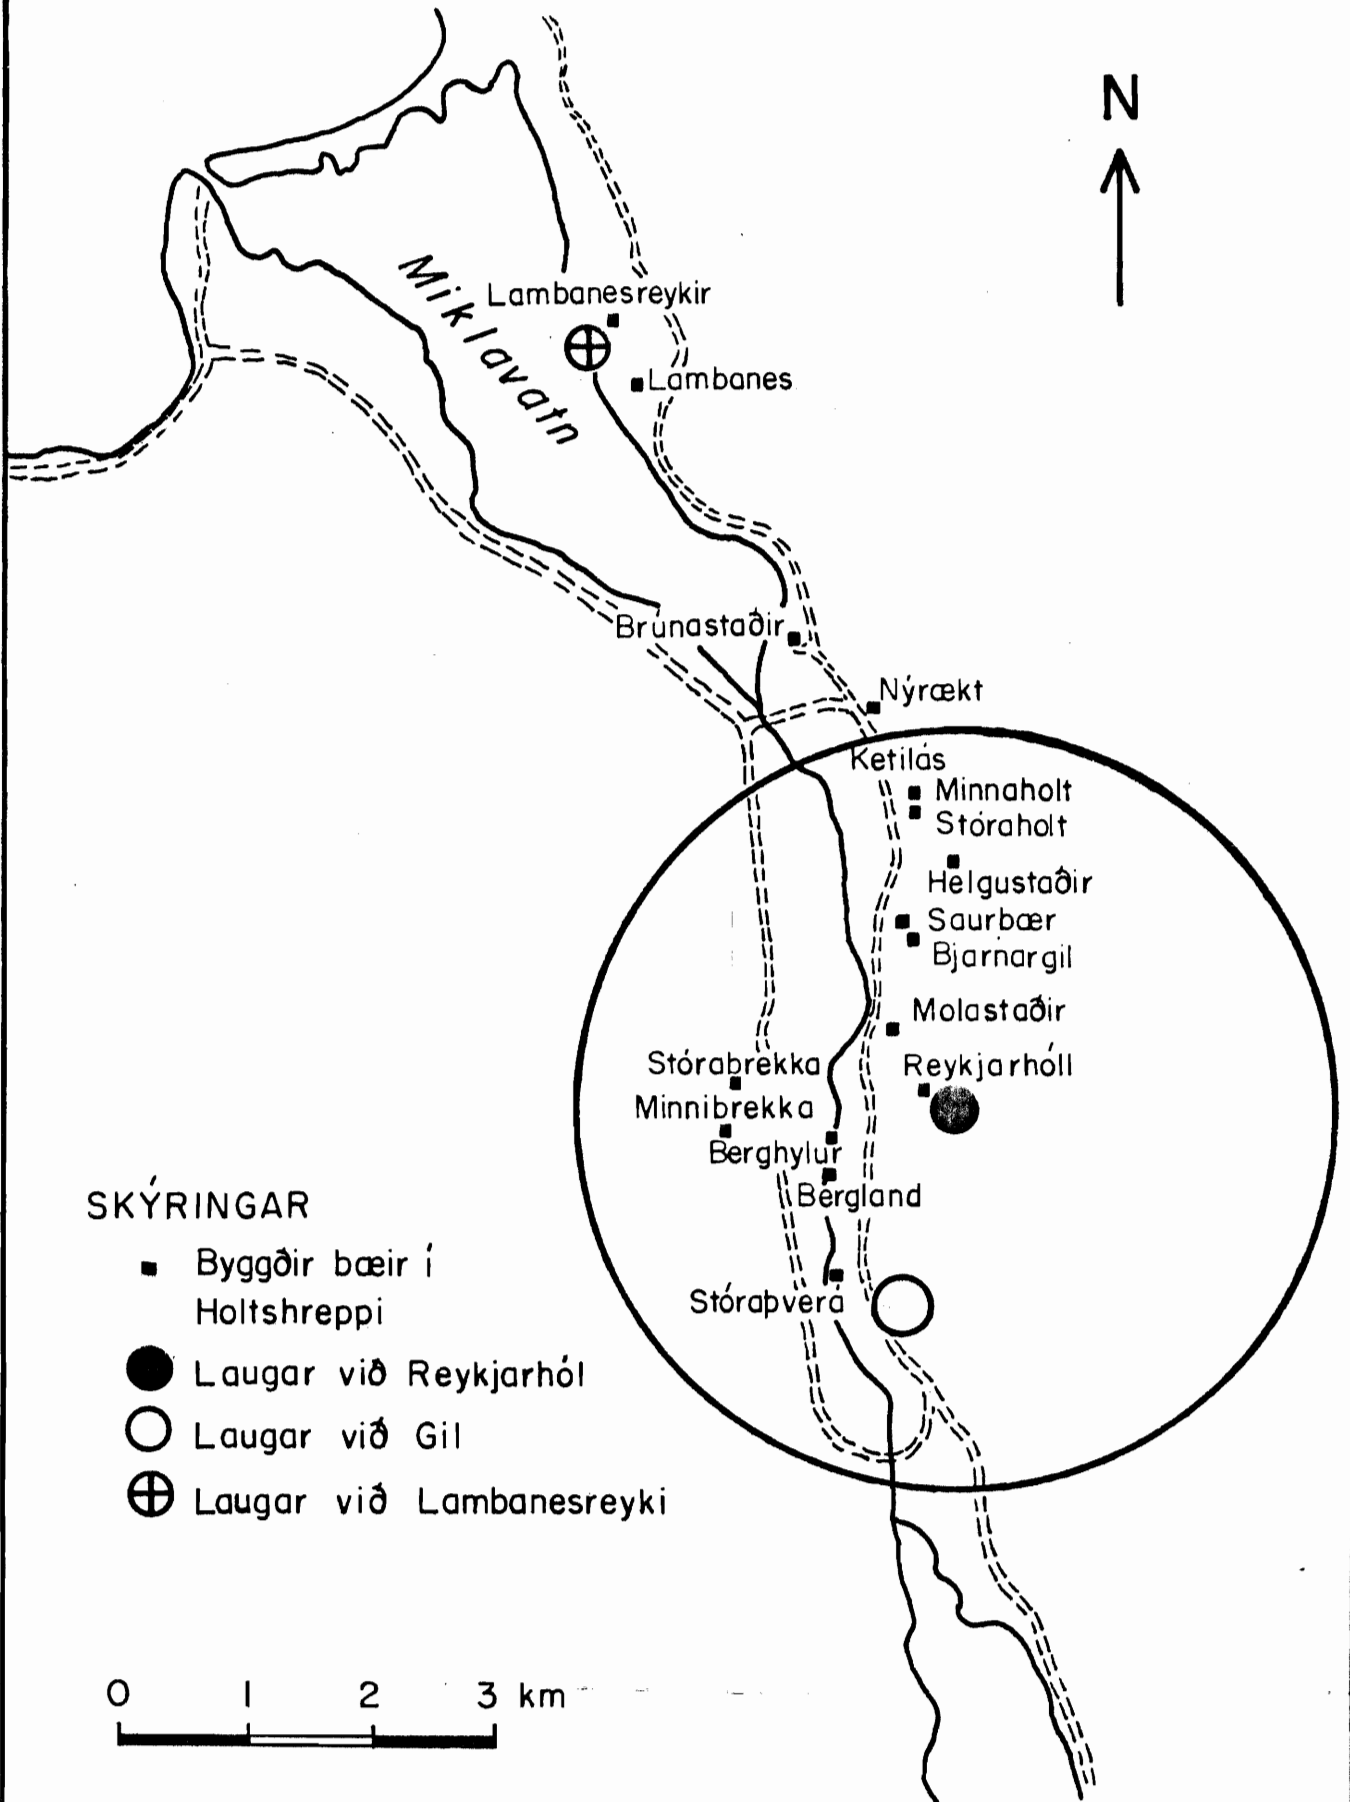 N
Miklavatn
Lambanesreykir
Lambanes
Brúnastaðir
Nýrækt
Ketilás
Minnaholt
Stóraholt
Helgustaðir
Saurbær
Bjarnargil
Molastaðir
Stórabrekka
Reykjarhóll
Minnibrekka
Berghylur
Bergland
Stóraþverá
SKÝRINGAR
Byggðir bæir í
Holtshreppi
Laugar við Reykjarhól
Laugar við Gil
Laugar við Lambanesreyki
0 1 2 3 km